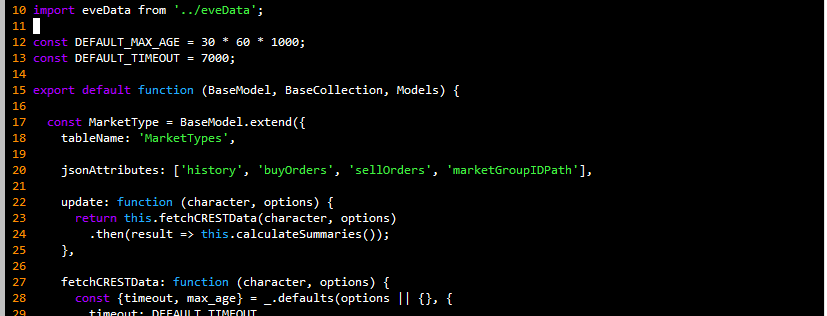 10 import eveData from '../eveData';
11
12 const DEFAULT_MAX_AGE = 30 * 60 * 1000;
13 const DEFAULT_TIMEOUT = 7000;
14
15 export default function (BaseModel, BaseCollection, Models) {
16
17   const MarketType = BaseModel.extend({
18     tableName: 'MarketTypes',
19
20     jsonAttributes: ['history', 'buyOrders', 'sellOrders', 'marketGroupIDPath'],
21
22     update: function (character, options) {
23       return this.fetchCRESTData(character, options)
24         .then(result => this.calculateSummaries());
25     },
26
27     fetchCRESTData: function (character, options) {
28       const {timeout, max_age} = _.defaults(options || {}, {
29         timeout: DEFAULT_TIMEOUT